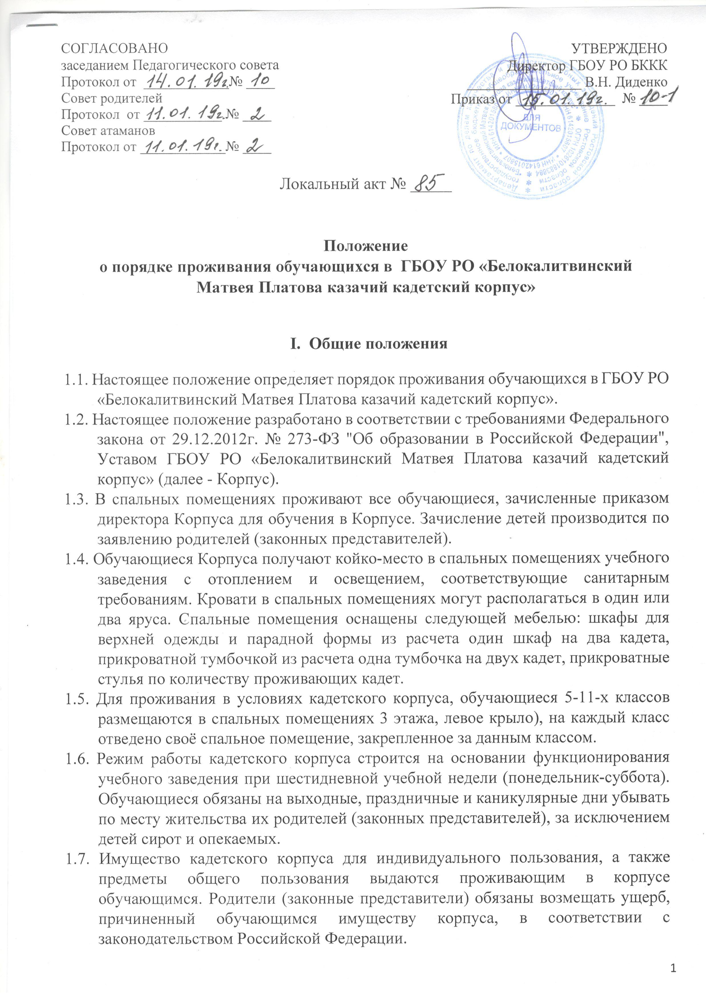 СОГЛАСОВАНО
заседанием Педагогического совета
Протокол от 14.01.19г. № 10
Совет родителей
Протокол от 11.01.19г. № 2
Совет атаманов
Протокол от 11.01.19г. № 2
УТВЕРЖДЕНО
Директор ГБОУ РО БККК
В.Н. Диденко
Приказ от 15.01.19г. № 10-1
ДЛЯ
ДОКУМЕНТОВ
Локальный акт № 85
Положение
о порядке проживания обучающихся в ГБОУ РО «Белокалитвинский
Матвея Платова казачий кадетский корпус»
I. Общие положения
1.1. Настоящее положение определяет порядок проживания обучающихся в ГБОУ РО
«Белокалитвинский Матвея Платова казачий кадетский корпус».
1.2. Настоящее положение разработано в соответствии с требованиями Федерального
закона от 29.12.2012г. № 273-ФЗ "Об образовании в Российской Федерации",
Уставом ГБОУ РО «Белокалитвинский Матвея Платова казачий кадетский
корпус» (далее - Корпус).
1.3. В спальных помещениях проживают все обучающиеся, зачисленные приказом
директора Корпуса для обучения в Корпусе. Зачисление детей производится по
заявлению родителей (законных представителей).
1.4. Обучающиеся Корпуса получают койко-место в спальных помещениях учебного
заведения с отоплением и освещением, соответствующие санитарным
требованиям. Кровати в спальных помещениях могут располагаться в один или
два яруса. Спальные помещения оснащены следующей мебелью: шкафы для
верхней одежды и парадной формы из расчета один шкаф на два кадета,
прикроватной тумбочкой из расчета одна тумбочка на двух кадет, прикроватные
стулья по количеству проживающих кадет.
1.5. Для проживания в условиях кадетского корпуса, обучающиеся 5-11-х классов
размещаются в спальных помещениях 3 этажа, левое крыло), на каждый класс
отведено своё спальное помещение, закрепленное за данным классом.
1.6. Режим работы кадетского корпуса строится на основании функционирования
учебного заведения при шестидневной учебной недели (понедельник-суббота).
Обучающиеся обязаны на выходные, праздничные и каникулярные дни убывать
по месту жительства их родителей (законных представителей), за исключением
детей сирот и опекаемых.
1.7. Имущество кадетского корпуса для индивидуального пользования, а также
предметы общего пользования выдаются проживающим в корпусе
обучающимся. Родители (законные представители) обязаны возмещать ущерб,
причиненный обучающимся имуществу корпуса, в соответствии с
законодательством Российской Федерации.
1